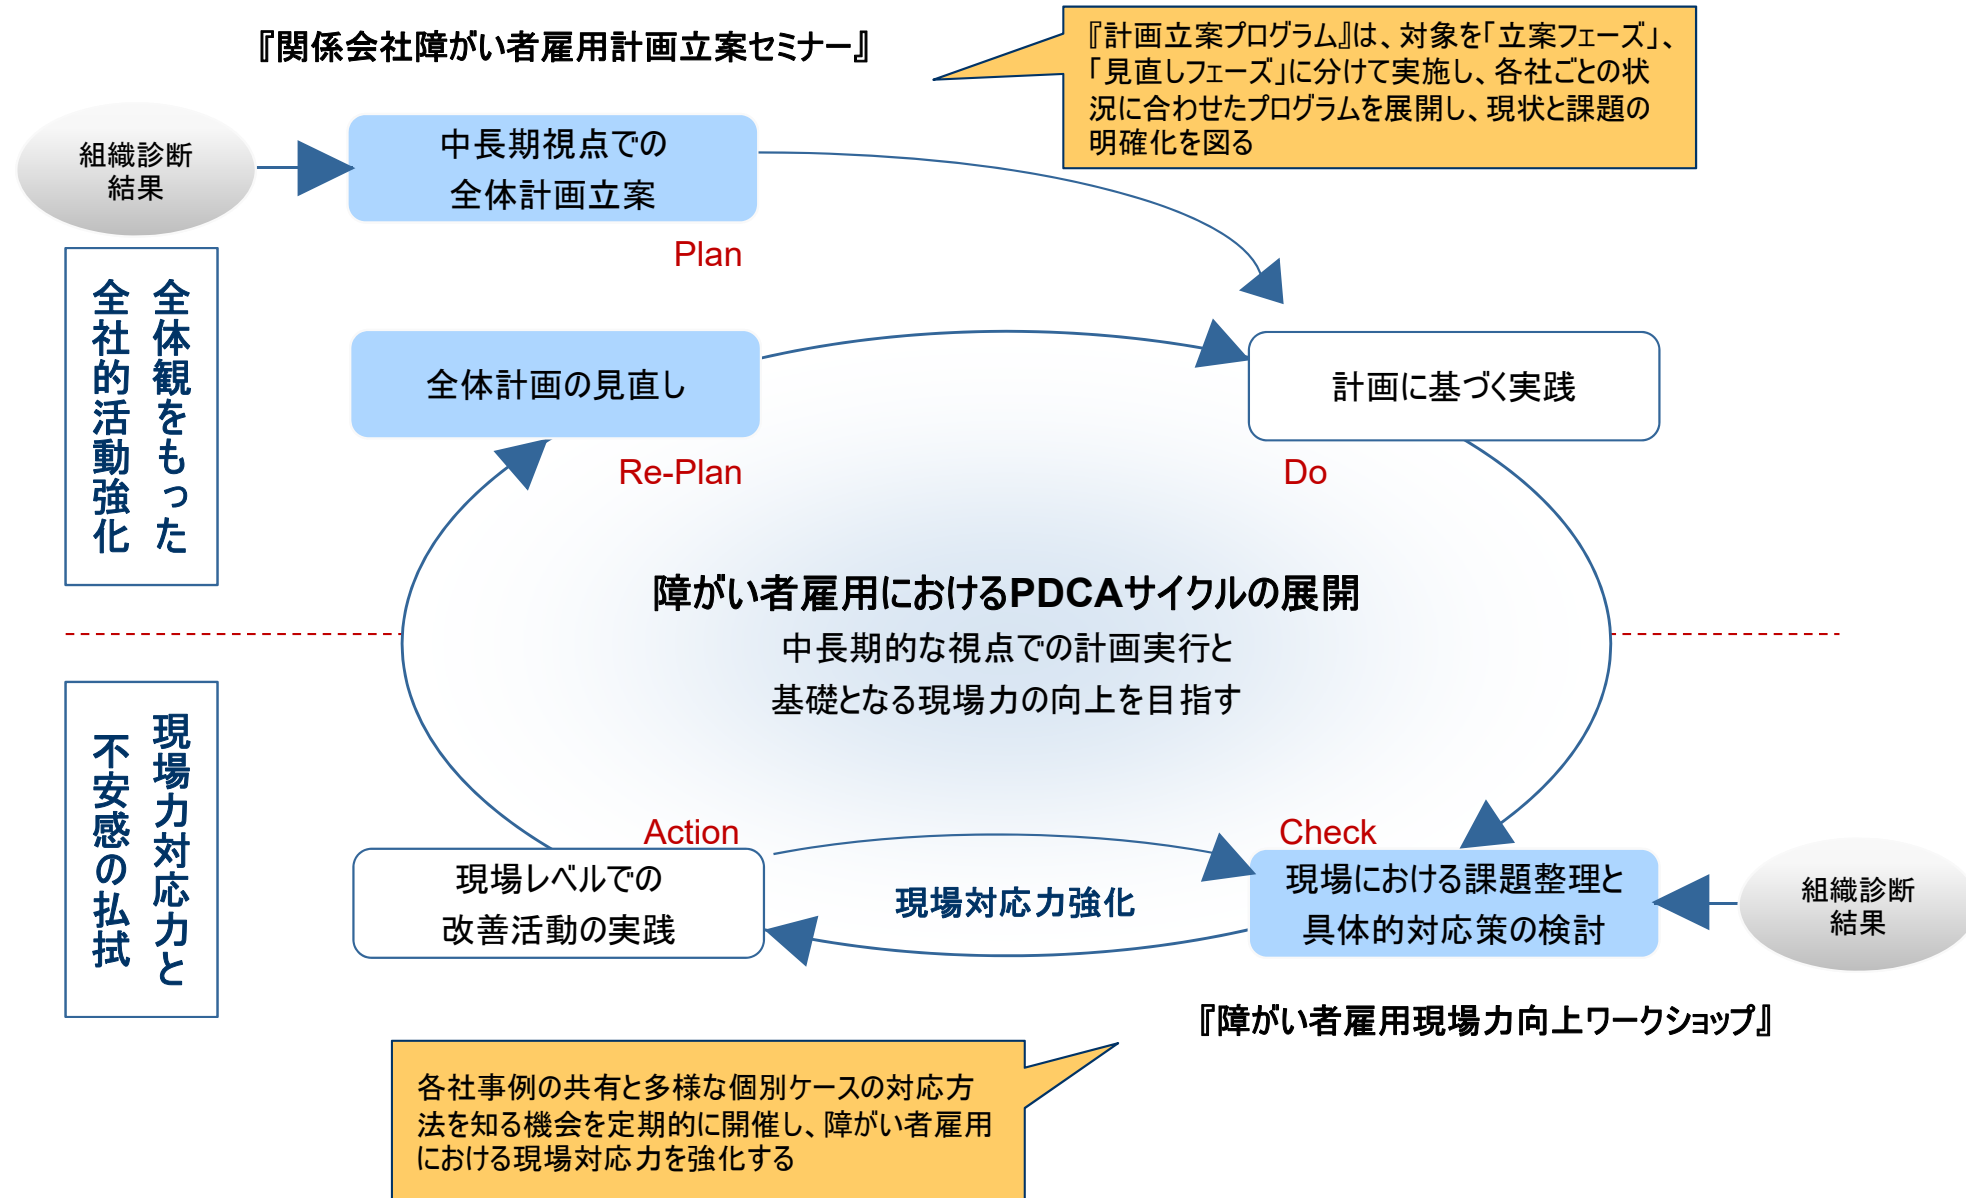 『関係会社障がい者雇用計画立案セミナー』
『計画立案プログラム』は、対象を「立案フェーズ」、
「見直しフェーズ」に分けて実施し、各社ごとの状
況に合わせたプログラムを展開し、現状と課題の
明確化を図る
組織診断
結果
中長期視点での
全体計画立案
Plan
全体観をもった
全社的活動強化
全体計画の見直し
Re-Plan
計画に基づく実践
Do
障がい者雇用におけるPDCAサイクルの展開
中長期的な視点での計画実行と
基礎となる現場力の向上を目指す
現場力対応力と
不安感の払拭
Action
現場レベルでの
改善活動の実践
現場対応力強化
Check
現場における課題整理と
具体的対応策の検討
組織診断
結果
『障がい者雇用現場力向上ワークショップ』
各社事例の共有と多様な個別ケースの対応方
法を知る機会を定期的に開催し、障がい者雇用
における現場対応力を強化する